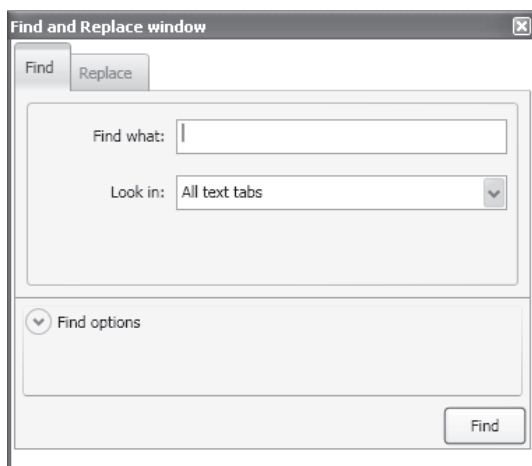 Find and Replace window
Find
Replace
Find what:
Look in: All text tabs
Find options
Find